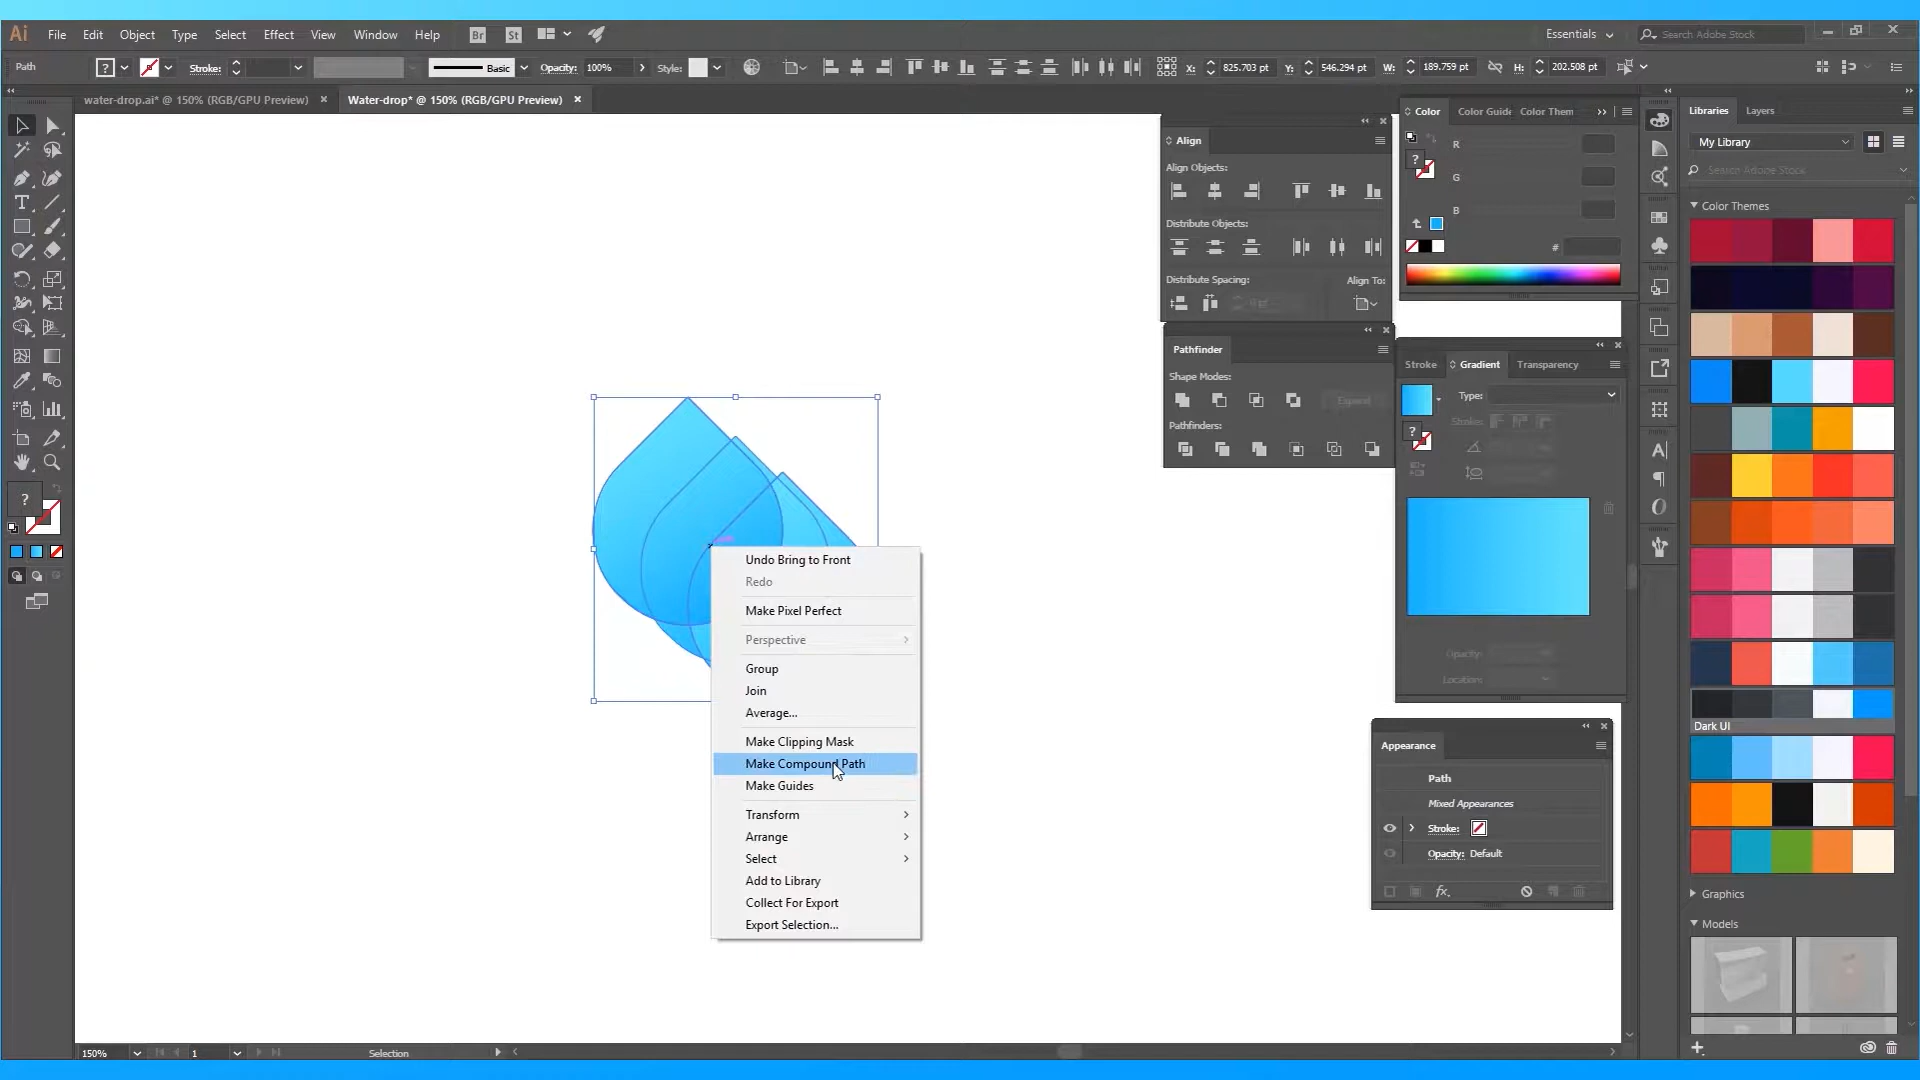 Ai File Edit Object Type Select Effect View Window Help Br St Essentials Search Adobe Stock
Path ? Stroke: Basic Opacity: 100% Style: X: 825.703 pt Y: 546.294 pt W: 189.759 pt H: 202.508 pt
water-drop.ai* @ 150% (RGB/GPU Preview) × Water-drop* @ 150% (RGB/GPU Preview) ×
Align
Align Objects:
Distribute Objects:
Distribute Spacing: Align To:
Pathfinder
Shape Modes:
Expand
Pathfinders:
Color Color Guide Color Them
R
?
G
B
#
Stroke Gradient Transparency
Type:
Stroke:
?
Opacity:
Location:
Appearance
Path
Mixed Appearances
Stroke:
Opacity: Default
fx.
Libraries Layers
My Library
Search Adobe Stock
Color Themes
Dark UI
Graphics
Models
?
Undo Bring to Front
Redo
Make Pixel Perfect
Perspective
Group
Join
Average...
Make Clipping Mask
Make Compound Path
Make Guides
Transform
Arrange
Select
Add to Library
Collect For Export
Export Selection...
150% 1 Selection